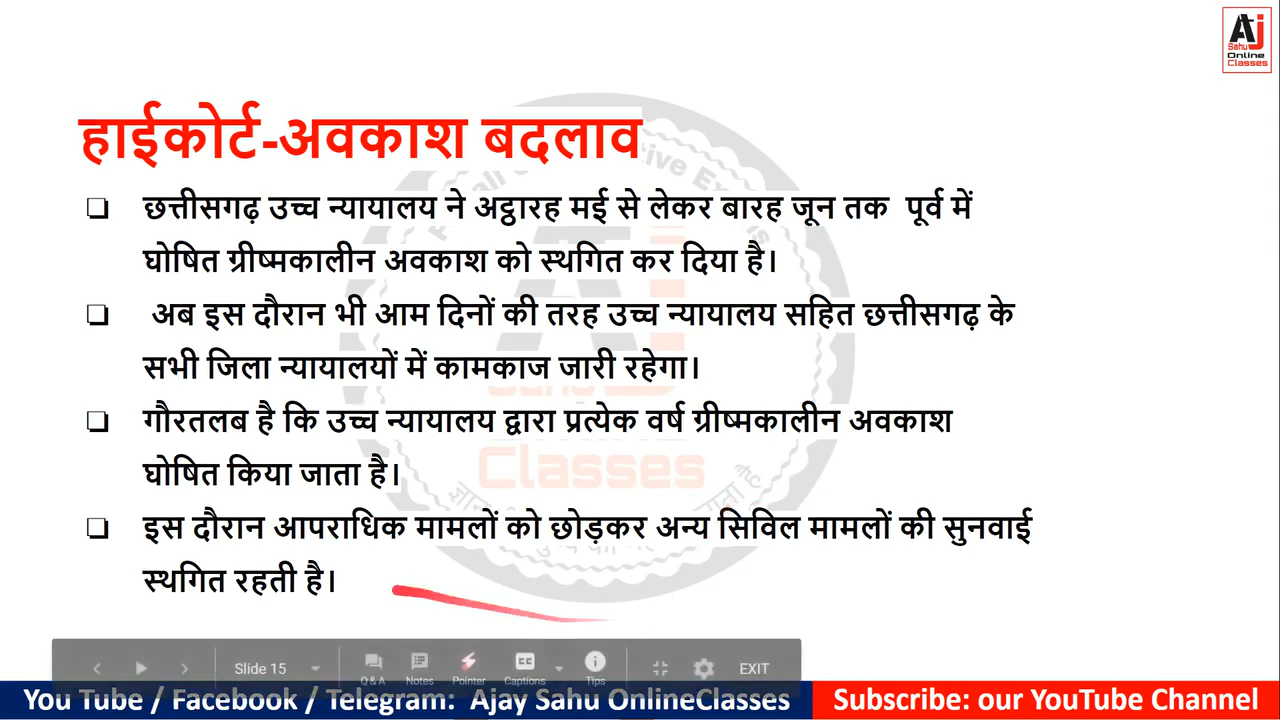 Aj
Sahu
Online
Classes
हाईकोर्ट-अवकाश बदलाव
❑ छत्तीसगढ़ उच्च न्यायालय ने अट्ठारह मई से लेकर बारह जून तक पूर्व में
घोषित ग्रीष्मकालीन अवकाश को स्थगित कर दिया है।
❑ अब इस दौरान भी आम दिनों की तरह उच्च न्यायालय सहित छत्तीसगढ़ के
सभी जिला न्यायालयों में कामकाज जारी रहेगा।
❑ गौरतलब है कि उच्च न्यायालय द्वारा प्रत्येक वर्ष ग्रीष्मकालीन अवकाश
घोषित किया जाता है।
❑ इस दौरान आपराधिक मामलों को छोड़कर अन्य सिविल मामलों की सुनवाई
स्थगित रहती है।
Classes
Slide 15
Q & A Notes Pointer CC Captions Tips EXIT
You Tube / Facebook / Telegram: Ajay Sahu OnlineClasses
Subscribe: our YouTube Channel